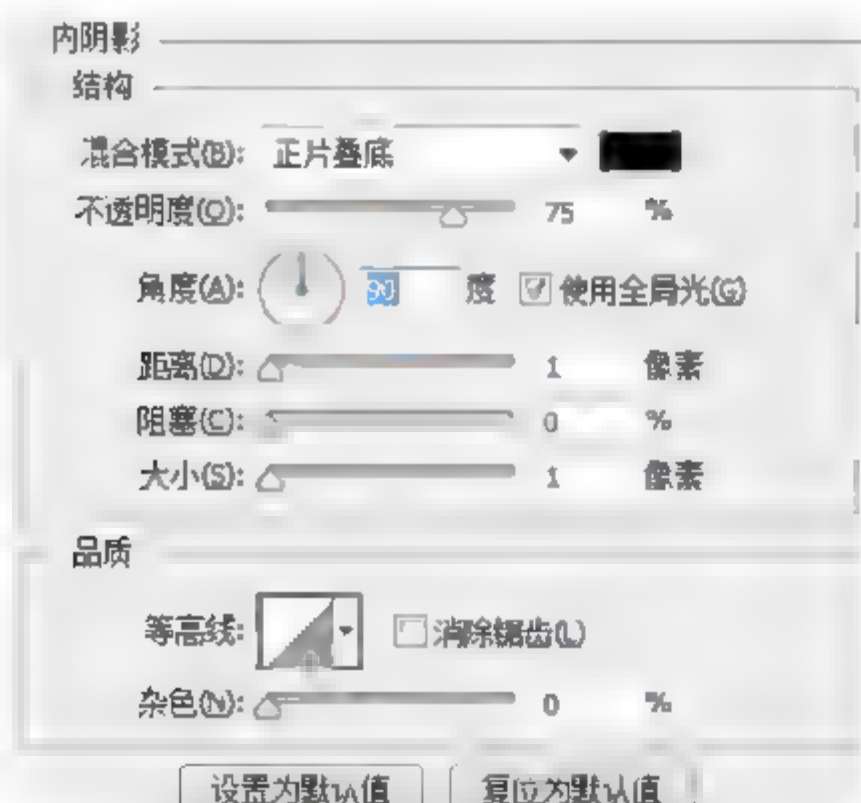 内阴影
结构
混合模式(B): 正片叠底
不透明度(O): 75 %
角度(A): 90 度 使用全局光(G)
距离(D): 1 像素
阻塞(C): 0 %
大小(S): 1 像素
品质
等高线: 消除锯齿(L)
杂色(N): 0 %
设置为默认值 复位为默认值